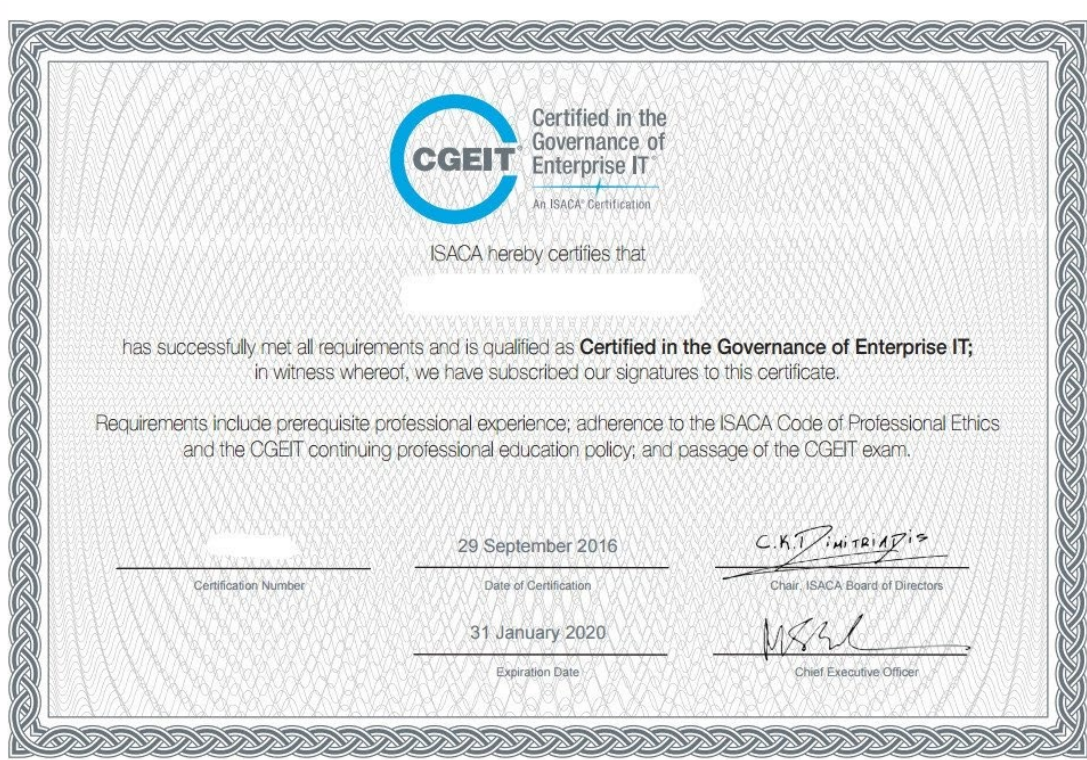 CGEIT®
Certified in the
Governance of
Enterprise IT®
An ISACA® Certification
ISACA hereby certifies that
has successfully met all requirements and is qualified as Certified in the Governance of Enterprise IT;
in witness whereof, we have subscribed our signatures to this certificate.
Requirements include prerequisite professional experience; adherence to the ISACA Code of Professional Ethics
and the CGEIT continuing professional education policy; and passage of the CGEIT exam.
29 September 2016
C.K. Dimitriadis
Certification Number
Date of Certification
Chair, ISACA Board of Directors
31 January 2020
Expiration Date
Chief Executive Officer